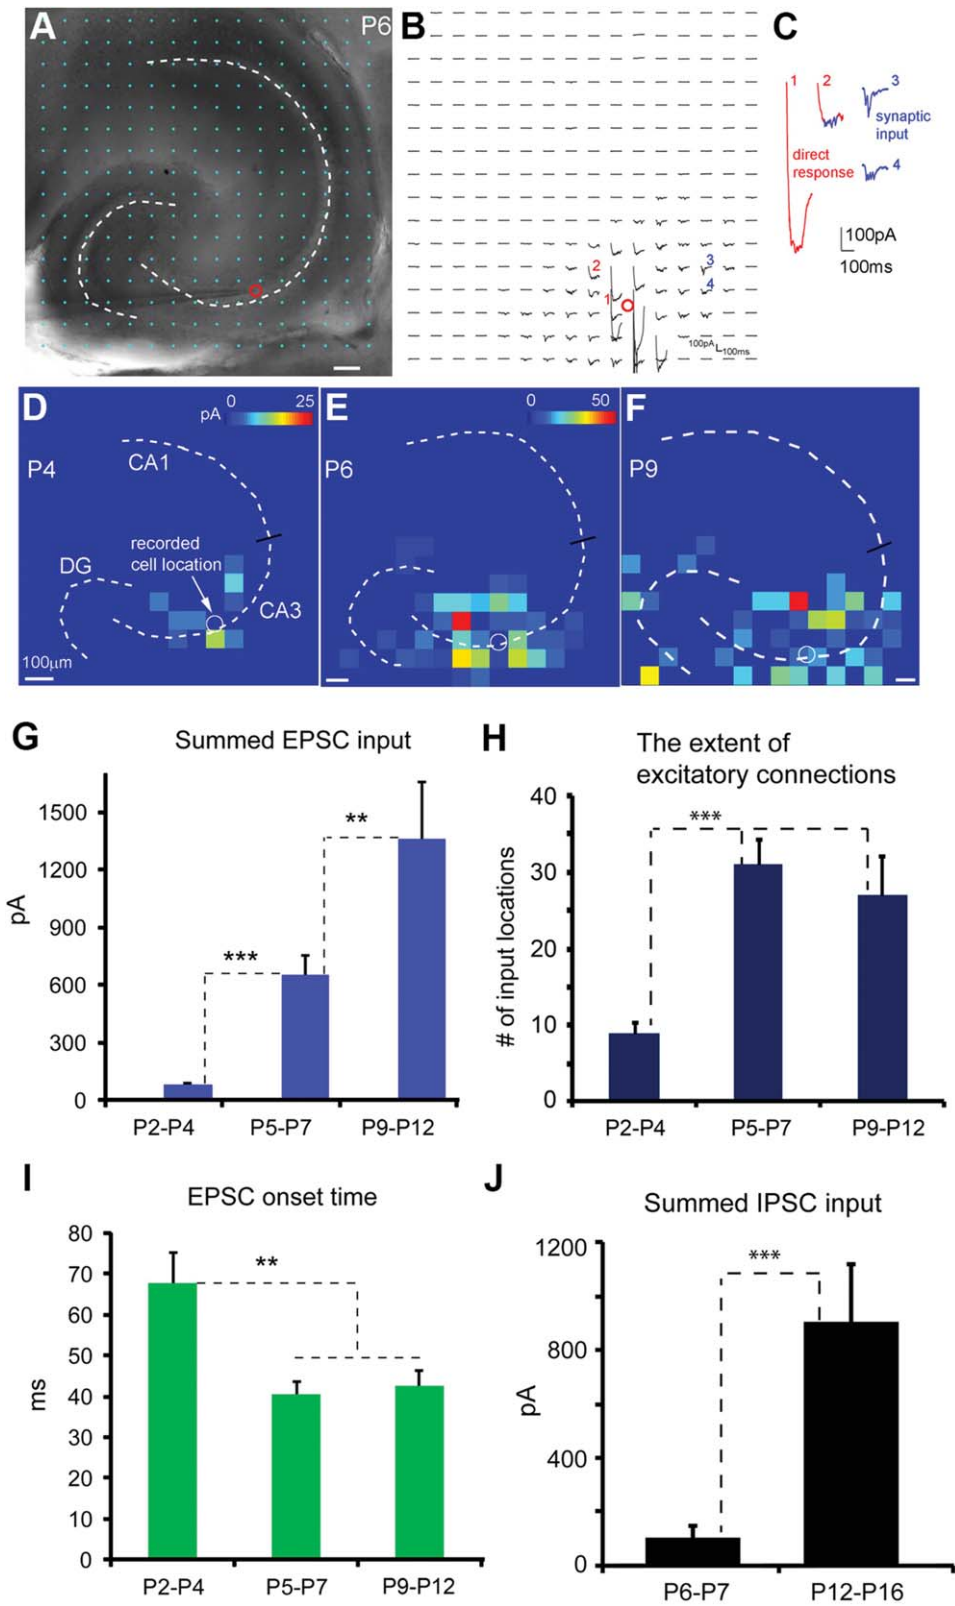 A
P6
B
C
1
2
3
synaptic
input
direct
response
4
100pA
100ms
2
3
4
1
100pA
100ms
D
0
25
pA
P4
CA1
recorded
cell location
DG
CA3
100μm
E
0
50
P6
F
P9
G
Summed EPSC input
**
***
1500
1200
900
600
300
0
pA
P2-P4
P5-P7
P9-P12
H
The extent of
excitatory connections
***
40
30
20
10
0
# of input locations
P2-P4
P5-P7
P9-P12
I
EPSC onset time
**
80
70
60
50
40
30
20
10
0
ms
P2-P4
P5-P7
P9-P12
J
Summed IPSC input
***
1200
800
400
0
pA
P6-P7
P12-P16